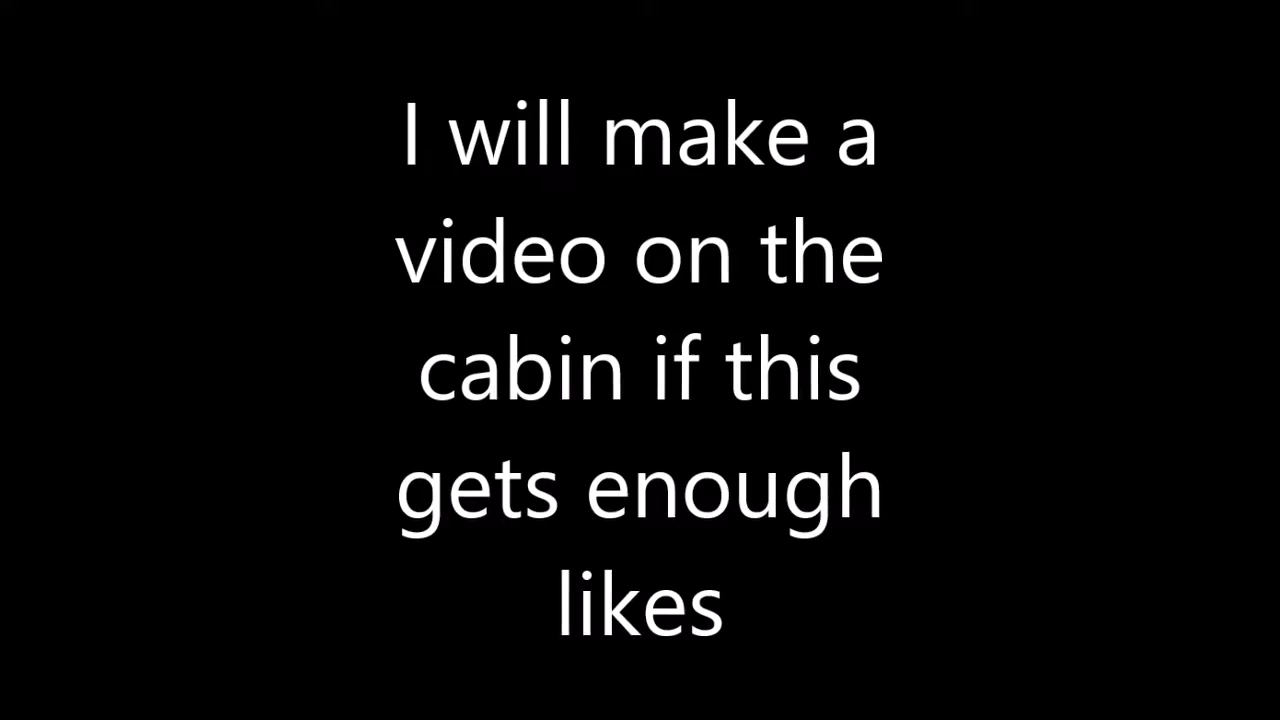 I will make a
video on the
cabin if this
gets enough
likes